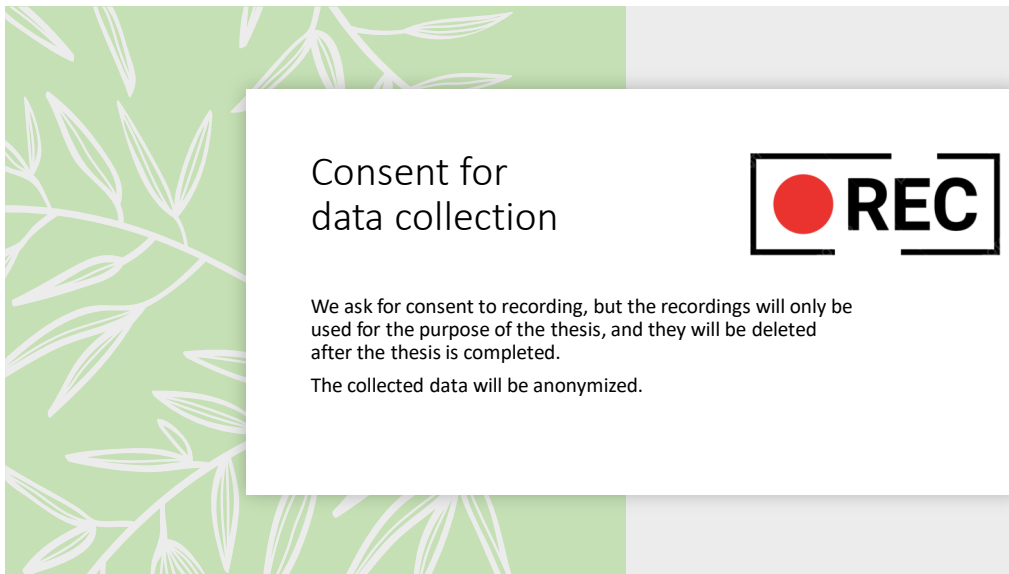 Consent for
data collection
REC
We ask for consent to recording, but the recordings will only be
used for the purpose of the thesis, and they will be deleted
after the thesis is completed.
The collected data will be anonymized.